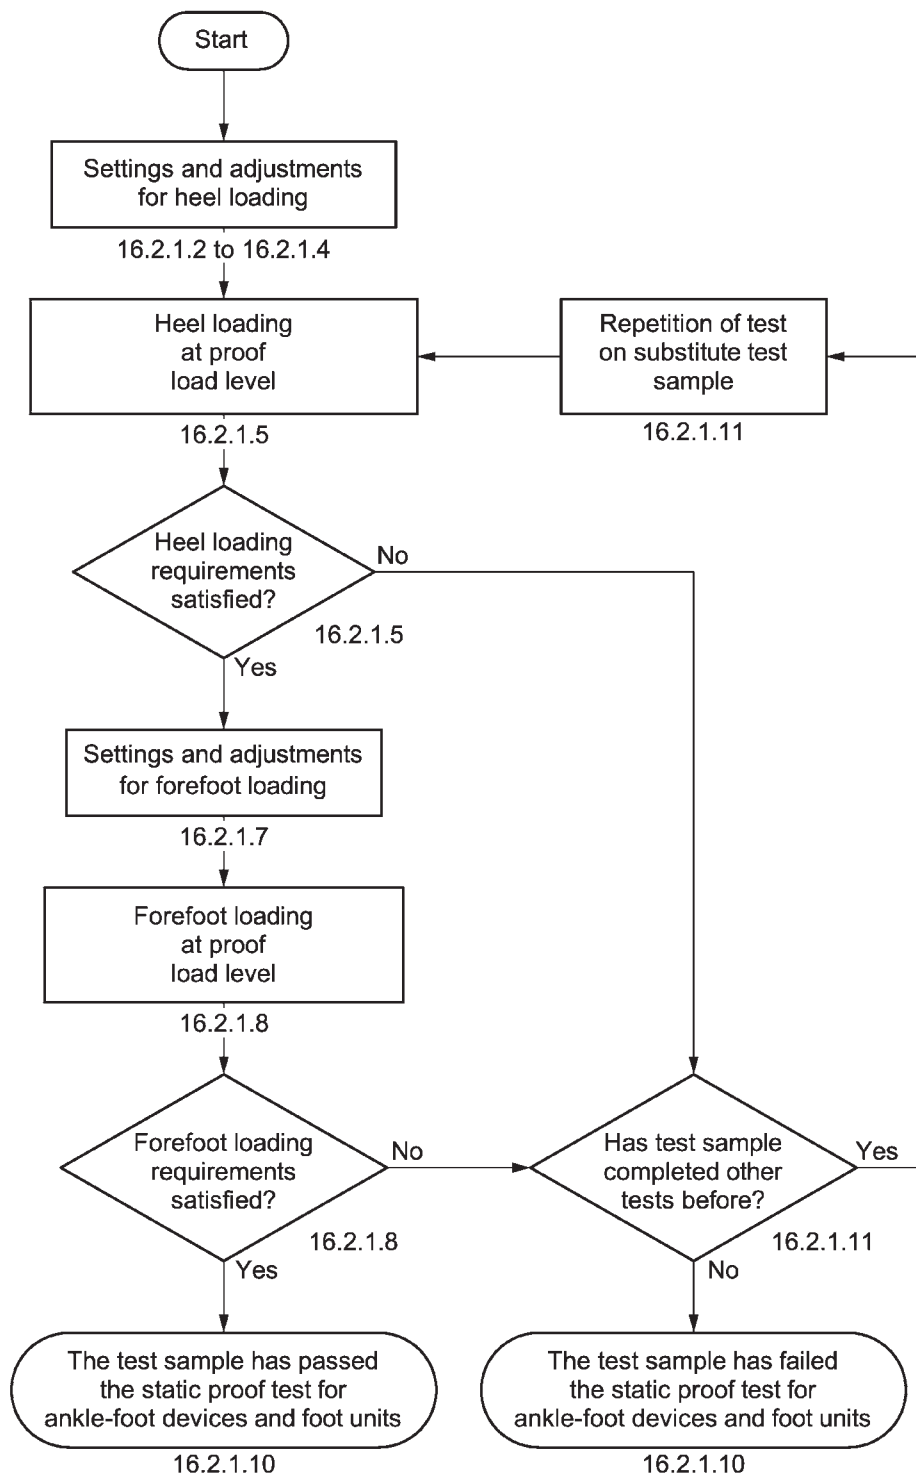 Start
Settings and adjustments
for heel loading
16.2.1.2 to 16.2.1.4
Heel loading
at proof
load level
16.2.1.5
Repetition of test
on substitute test
sample
16.2.1.11
Heel loading
requirements
satisfied?
No
16.2.1.5
Yes
Settings and adjustments
for forefoot loading
16.2.1.7
Forefoot loading
at proof
load level
16.2.1.8
Forefoot loading
requirements
satisfied?
No
16.2.1.8
Yes
Has test sample
completed other
tests before?
Yes
16.2.1.11
No
The test sample has passed
the static proof test for
ankle-foot devices and foot units
16.2.1.10
The test sample has failed
the static proof test for
ankle-foot devices and foot units
16.2.1.10